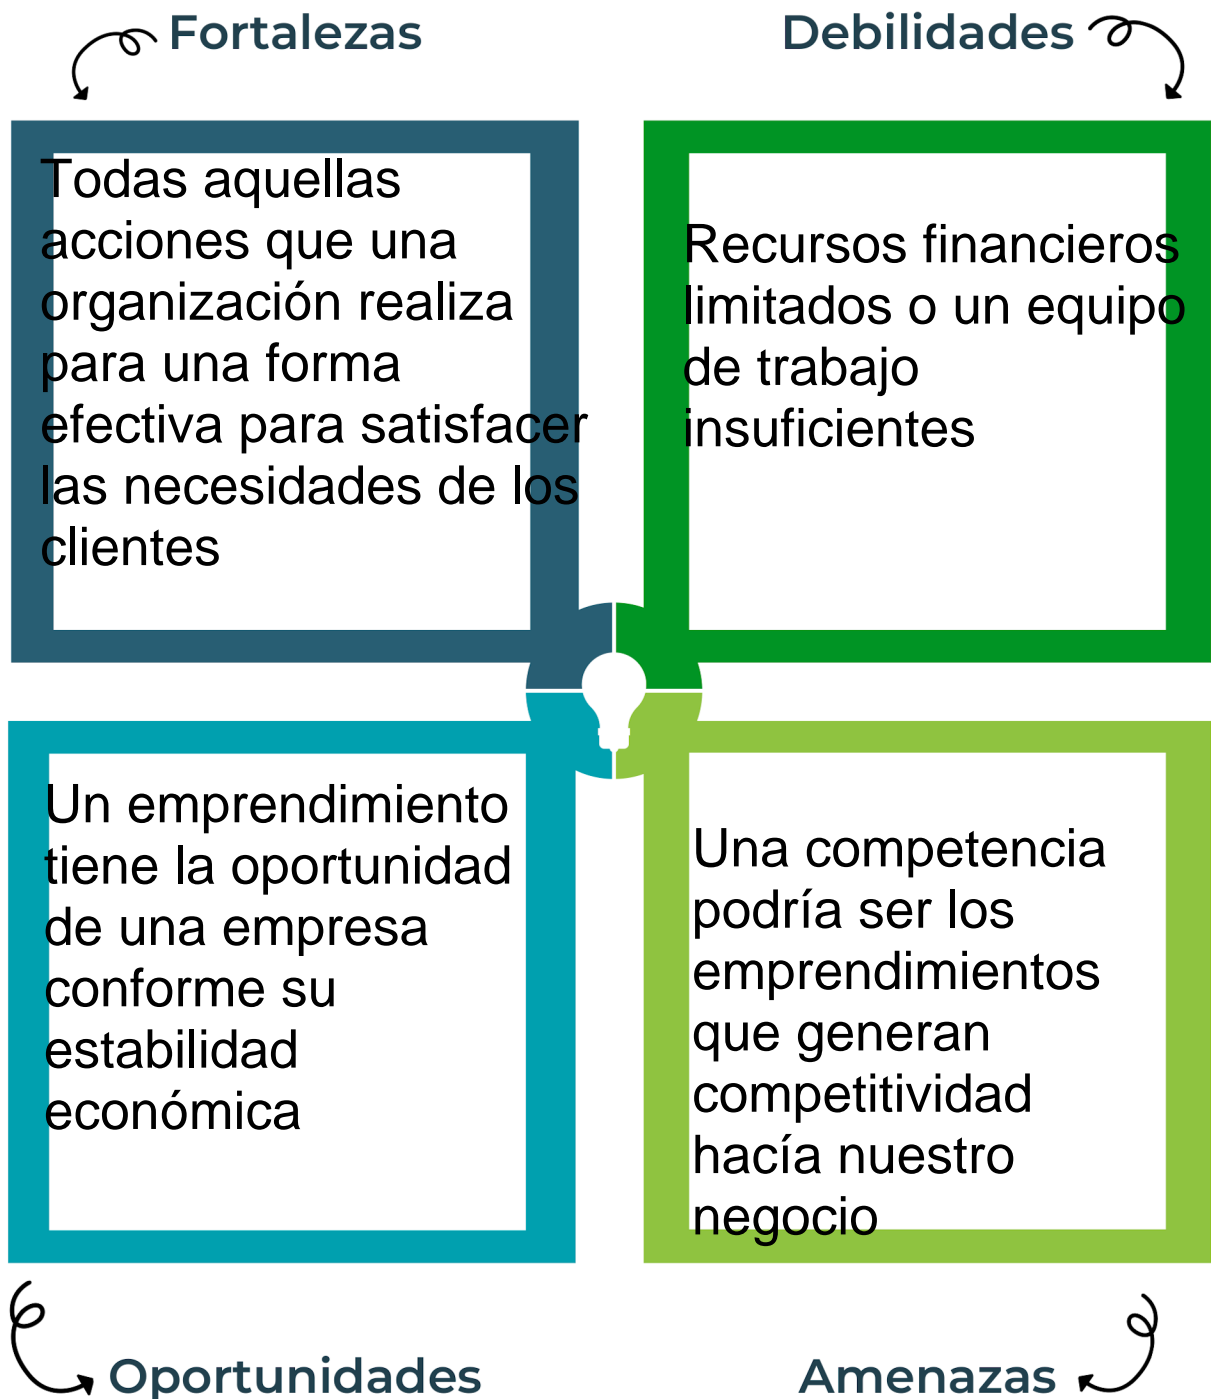 Fortalezas
Todas aquellas
acciones que una
organización realiza
para una forma
efectiva para satisfacer
las necesidades de los
clientes
Debilidades
Recursos financieros
limitados o un equipo
de trabajo
insuficientes
Un emprendimiento
tiene la oportunidad
de una empresa
conforme su
estabilidad
económica
Oportunidades
Una competencia
podría ser los
emprendimientos
que generan
competitividad
hacía nuestro
negocio
Amenazas